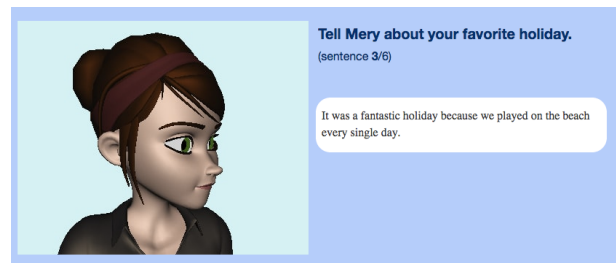 Tell Mery about your favorite holiday.
(sentence 3/6)
It was a fantastic holiday because we played on the beach
every single day.